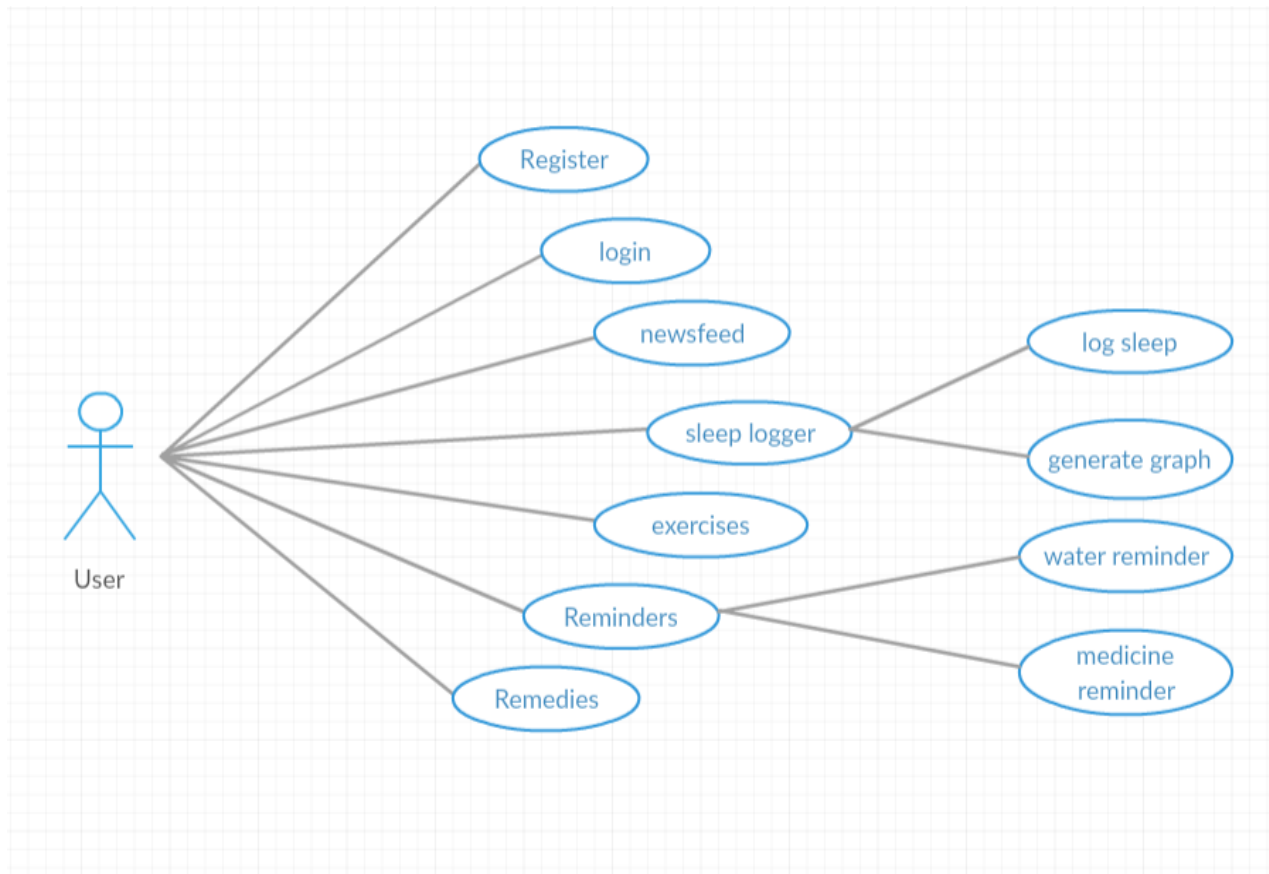 Register
login
newsfeed
log sleep
sleep logger
generate graph
exercises
water reminder
User
Reminders
medicine
reminder
Remedies